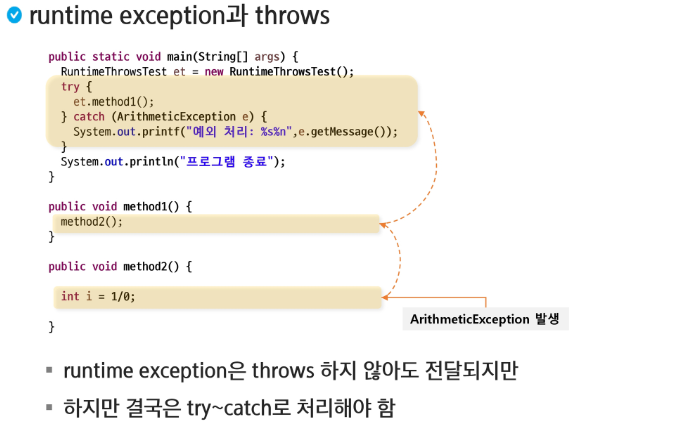 runtime exception과 throws
public static void main(String[] args) {
RuntimeThrowsTest et = new RuntimeThrowsTest();
try {
et.method1();
} catch (ArithmeticException e) {
System.out.printf("예외 처리: %s%n",e.getMessage());
}
System.out.println("프로그램 종료");
}
public void method1() {
method2();
}
public void method2() {
int i = 1/0;
ArithmeticException 발생
}
▪ runtime exception은 throws 하지 않아도 전달되지만
▪ 하지만 결국은 try~catch로 처리해야 함